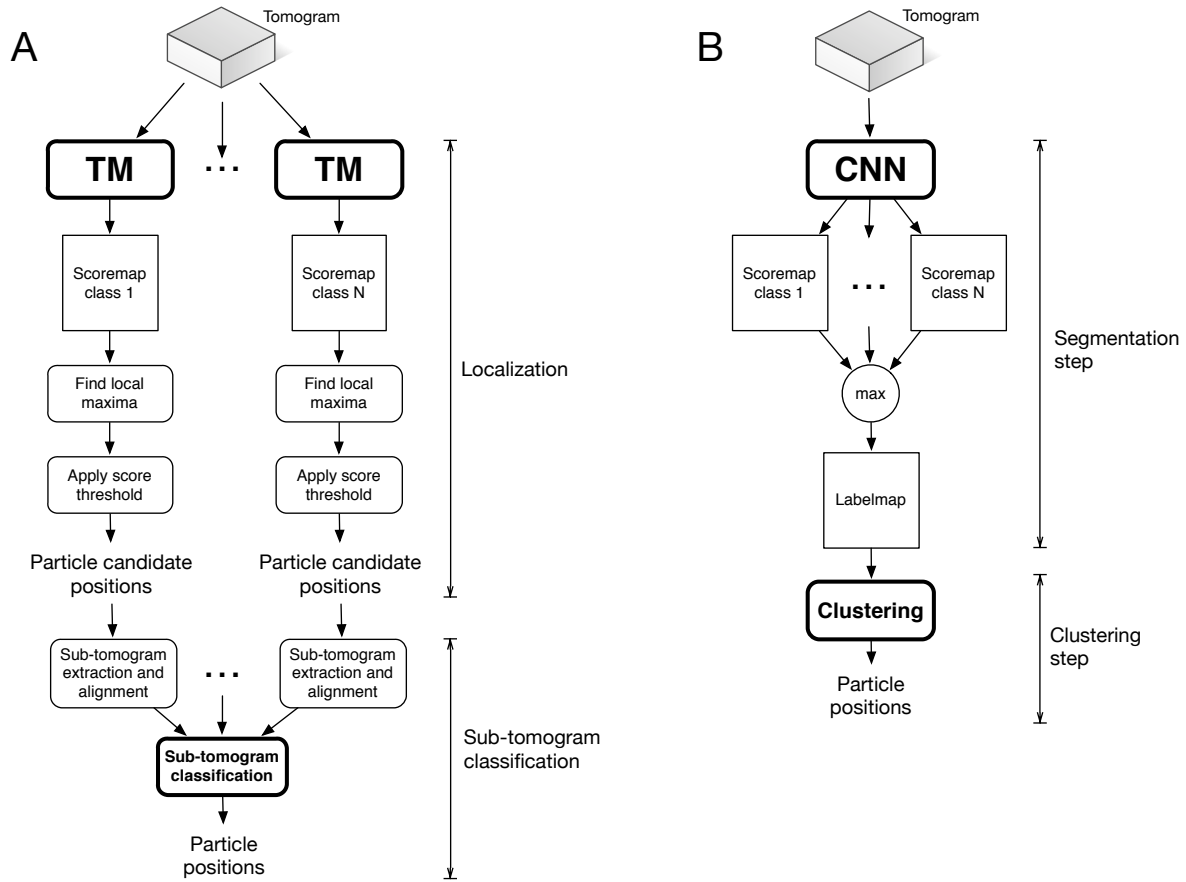 A
Tomogram
TM
...
TM
Scoremap
class 1
Scoremap
class N
Find local
maxima
Find local
maxima
Apply score
threshold
Apply score
threshold
Particle candidate
positions
Particle candidate
positions
Localization
Sub-tomogram
extraction and
alignment
...
Sub-tomogram
extraction and
alignment
Sub-tomogram
classification
Particle
positions
Sub-tomogram
classification
B
Tomogram
CNN
Scoremap
class 1
...
Scoremap
class N
max
Labelmap
Segmentation
step
Clustering
Particle
positions
Clustering
step